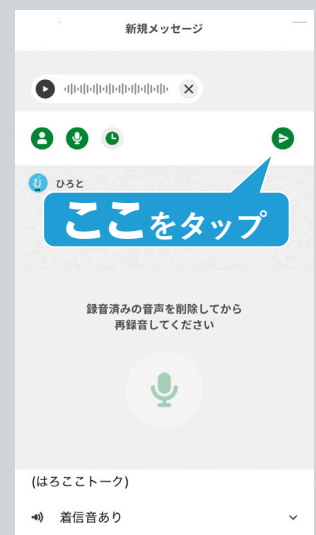 新規メッセージ
ひ
ひろと
ここをタップ
録音済みの音声を削除してから
再録音してください
(はろここトーク)
着信音あり